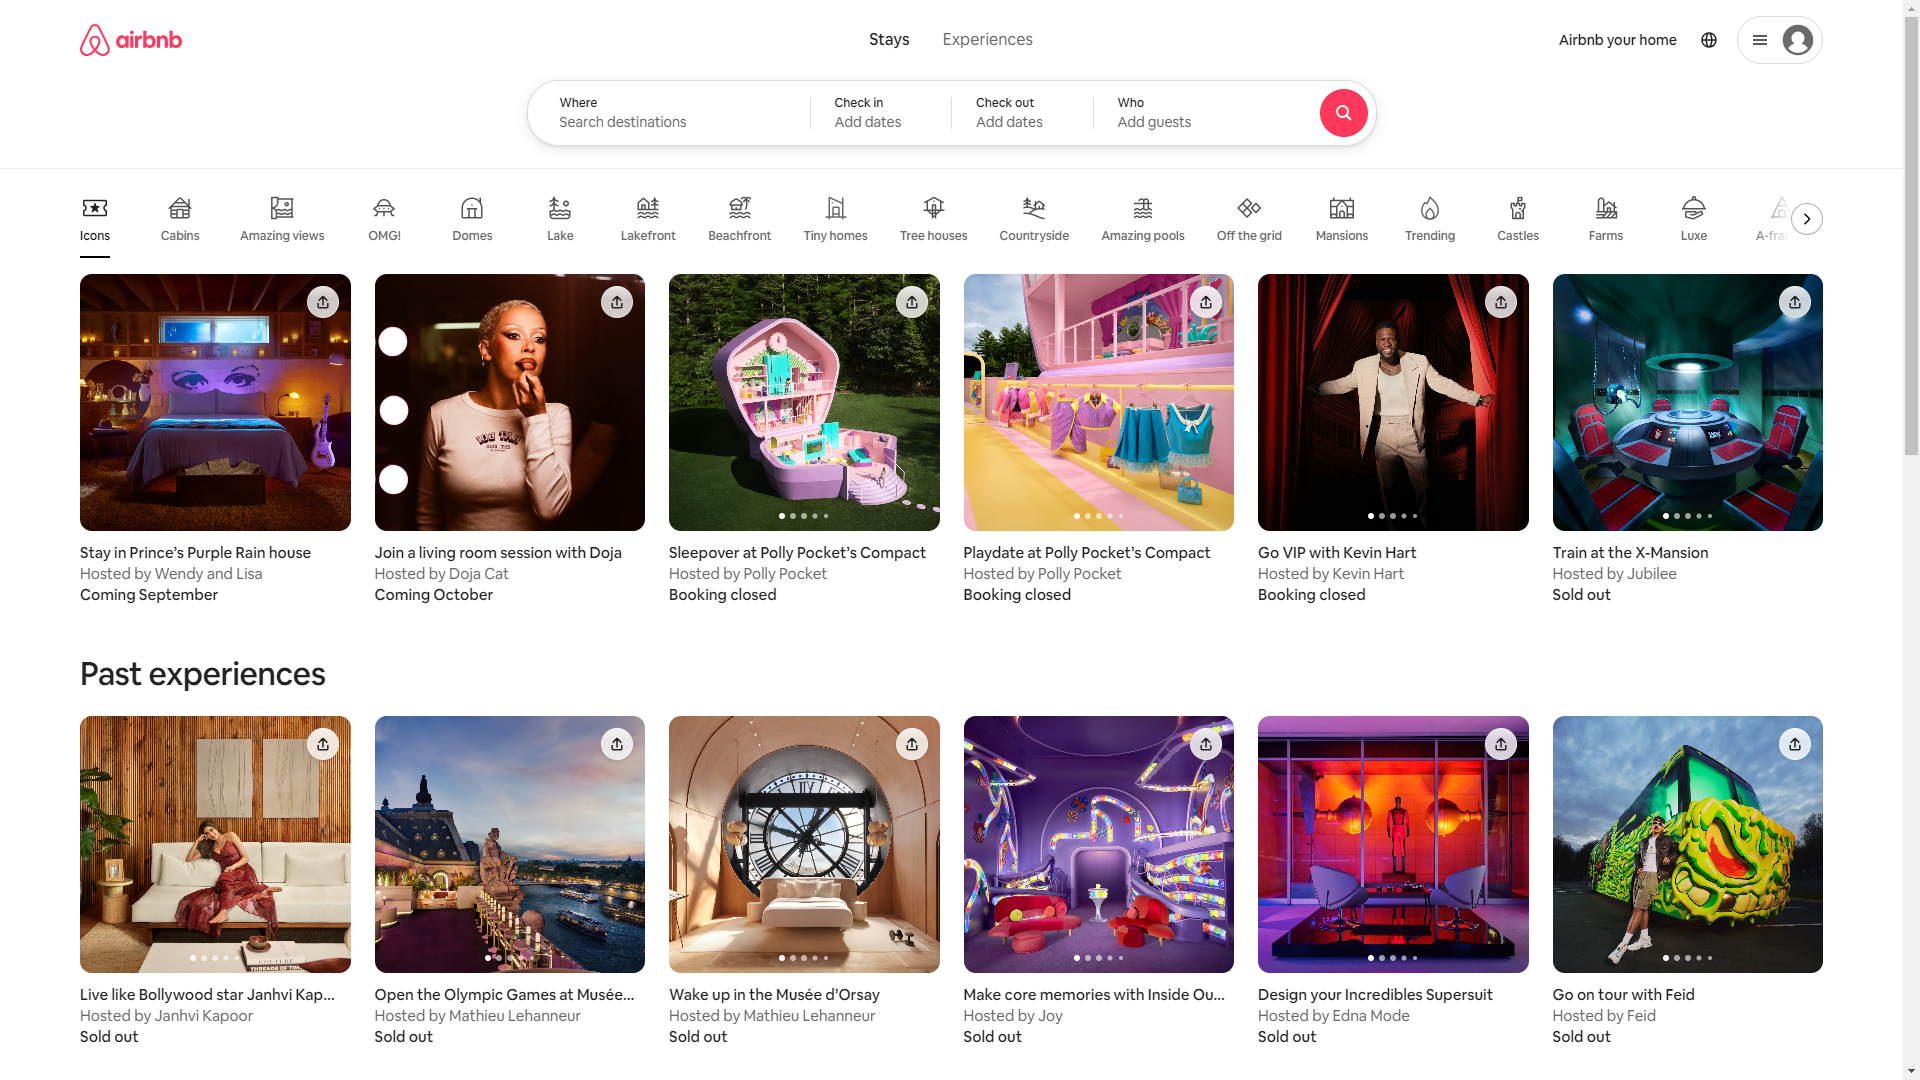 airbnb
Stays
Experiences
Airbnb your home
Where
Search destinations
Check in
Add dates
Check out
Add dates
Who
Add guests
Icons
Cabins
Amazing views
OMG!
Domes
Lake
Lakefront
Beachfront
Tiny homes
Tree houses
Countryside
Amazing pools
Off the grid
Mansions
Trending
Castles
Farms
Luxe
A-fra
Stay in Prince’s Purple Rain house
Hosted by Wendy and Lisa
Coming September
Join a living room session with Doja
Hosted by Doja Cat
Coming October
Sleepover at Polly Pocket’s Compact
Hosted by Polly Pocket
Booking closed
Playdate at Polly Pocket’s Compact
Hosted by Polly Pocket
Booking closed
Go VIP with Kevin Hart
Hosted by Kevin Hart
Booking closed
Train at the X-Mansion
Hosted by Jubilee
Sold out
Past experiences
Live like Bollywood star Janhvi Kap...
Hosted by Janhvi Kapoor
Sold out
Open the Olympic Games at Musée...
Hosted by Mathieu Lehanneur
Sold out
Wake up in the Musée d’Orsay
Hosted by Mathieu Lehanneur
Sold out
Make core memories with Inside Ou...
Hosted by Joy
Sold out
Design your Incredibles Supersuit
Hosted by Edna Mode
Sold out
Go on tour with Feid
Hosted by Feid
Sold out